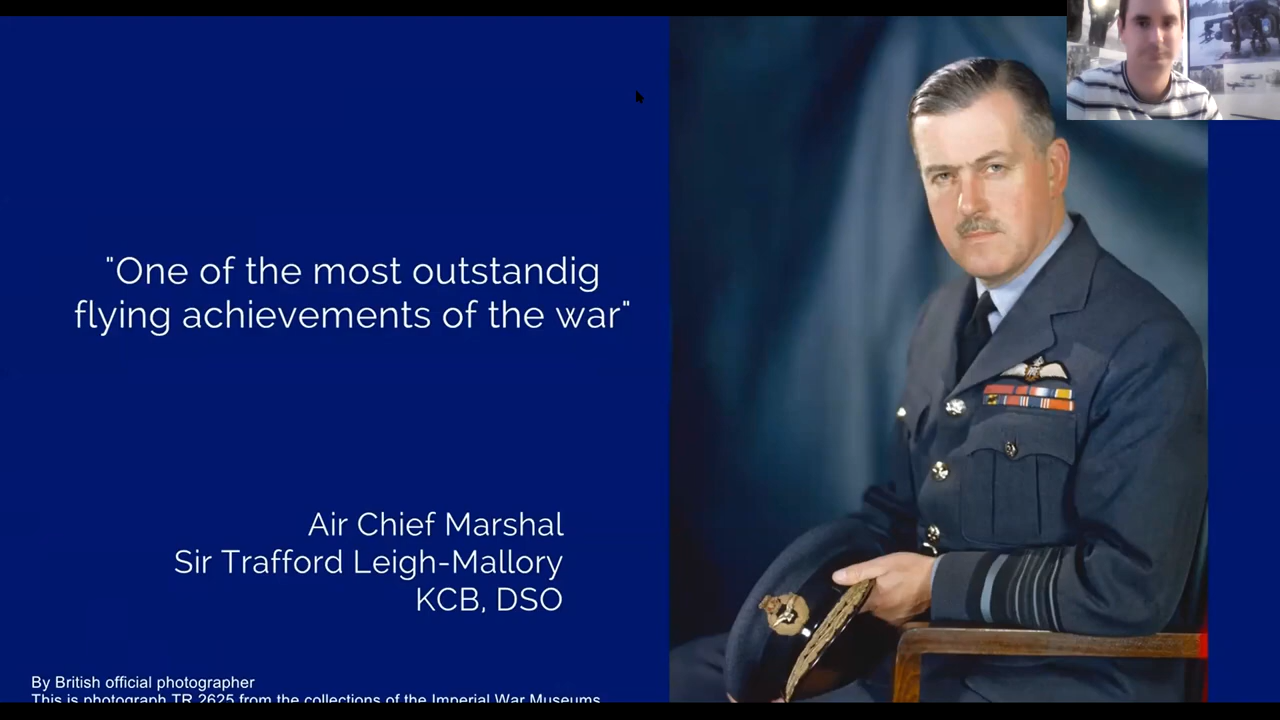 "One of the most outstandig
flying achievements of the war"
Air Chief Marshal
Sir Trafford Leigh-Mallory
KCB, DSO
By British official photographer
This is photograph TR 2625 from the collections of the Imperial War Museums